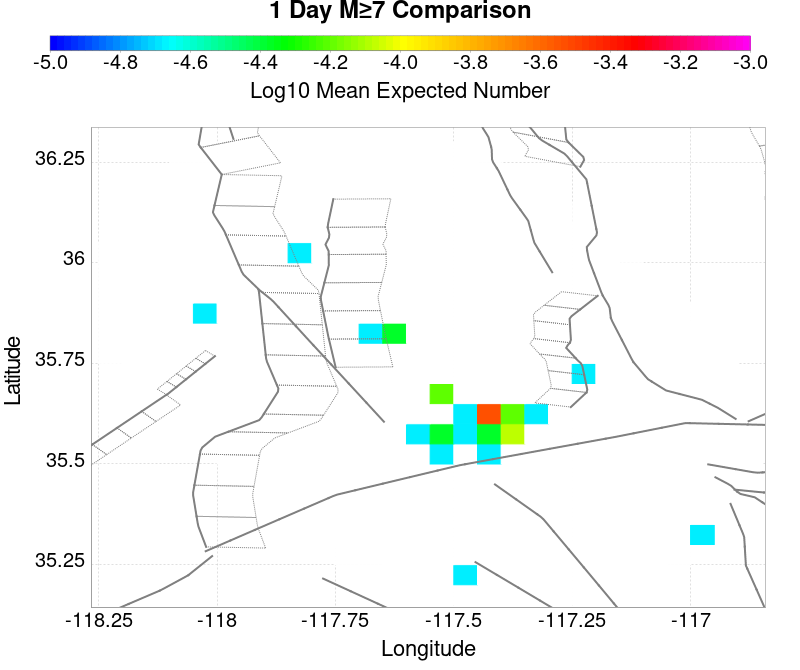 1 Day M≥7 Comparison
-5.0 -4.8 -4.6 -4.4 -4.2 -4.0 -3.8 -3.6 -3.4 -3.2 -3.0
Log10 Mean Expected Number
36.25
36
35.75
35.5
35.25
Latitude
-118.25 -118 -117.75 -117.5 -117.25 -117
Longitude